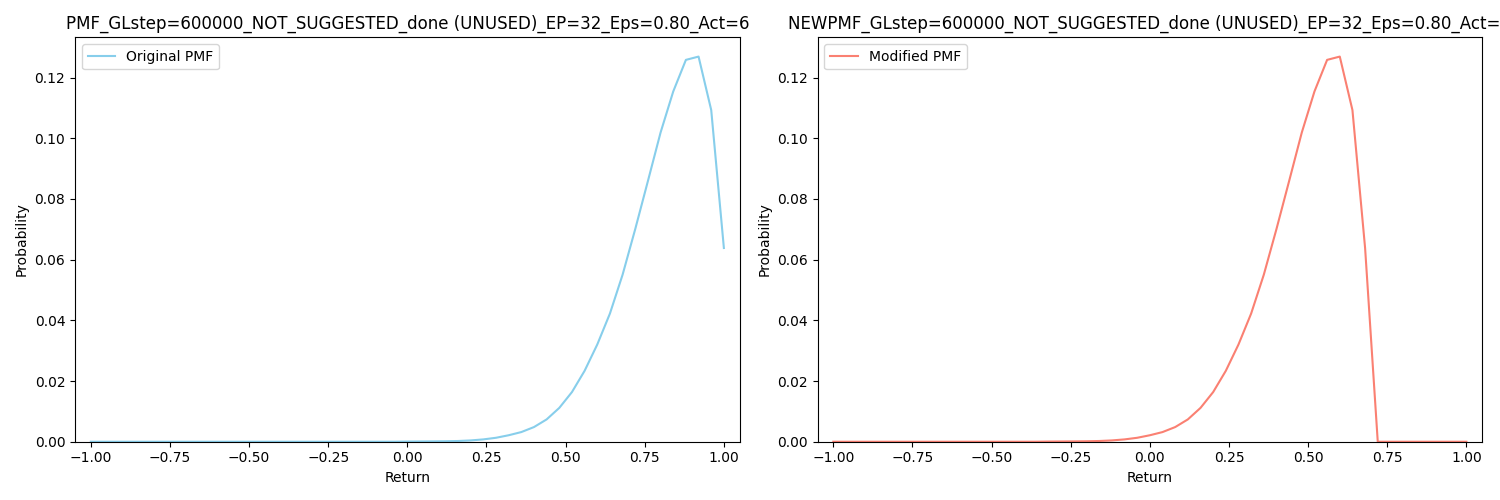 PMF_GLstep=600000_NOT_SUGGESTED_done (UNUSED)_EP=32_Eps=0.80_Act=6
Original PMF
Probability
0.12
0.10
0.08
0.06
0.04
0.02
0.00
−1.00 −0.75 −0.50 −0.25 0.00 0.25 0.50 0.75 1.00
Return
NEWPMF_GLstep=600000_NOT_SUGGESTED_done (UNUSED)_EP=32_Eps=0.80_Act=
Modified PMF
Probability
0.12
0.10
0.08
0.06
0.04
0.02
0.00
−1.00 −0.75 −0.50 −0.25 0.00 0.25 0.50 0.75 1.00
Return